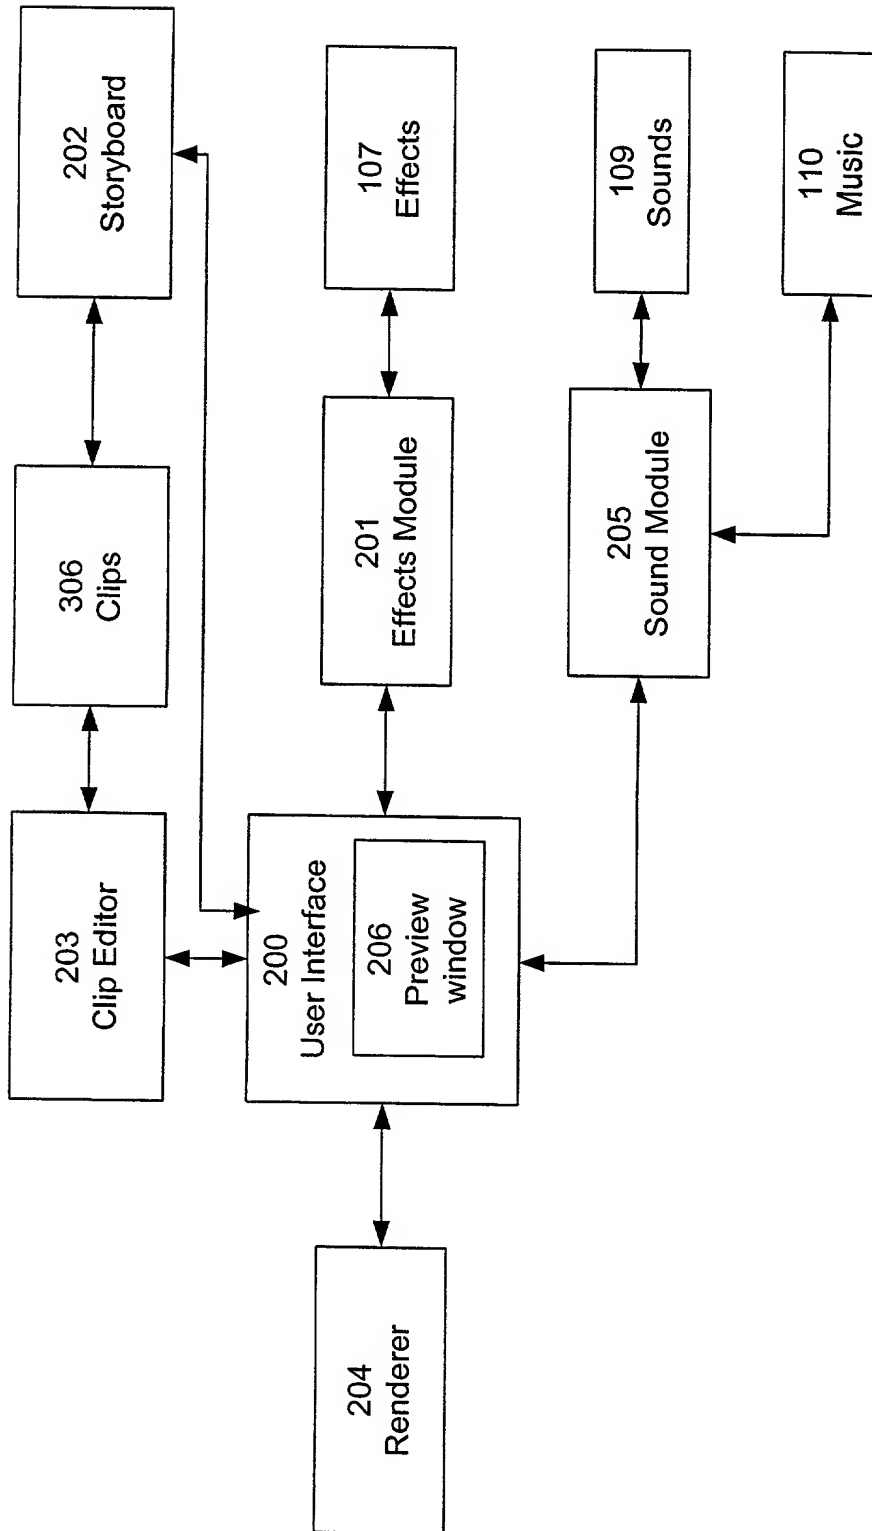 202
Storyboard
306
Clips
203
Clip Editor
107
Effects
201
Effects Module
200
User Interface
206
Preview
window
204
Renderer
109
Sounds
205
Sound Module
110
Music